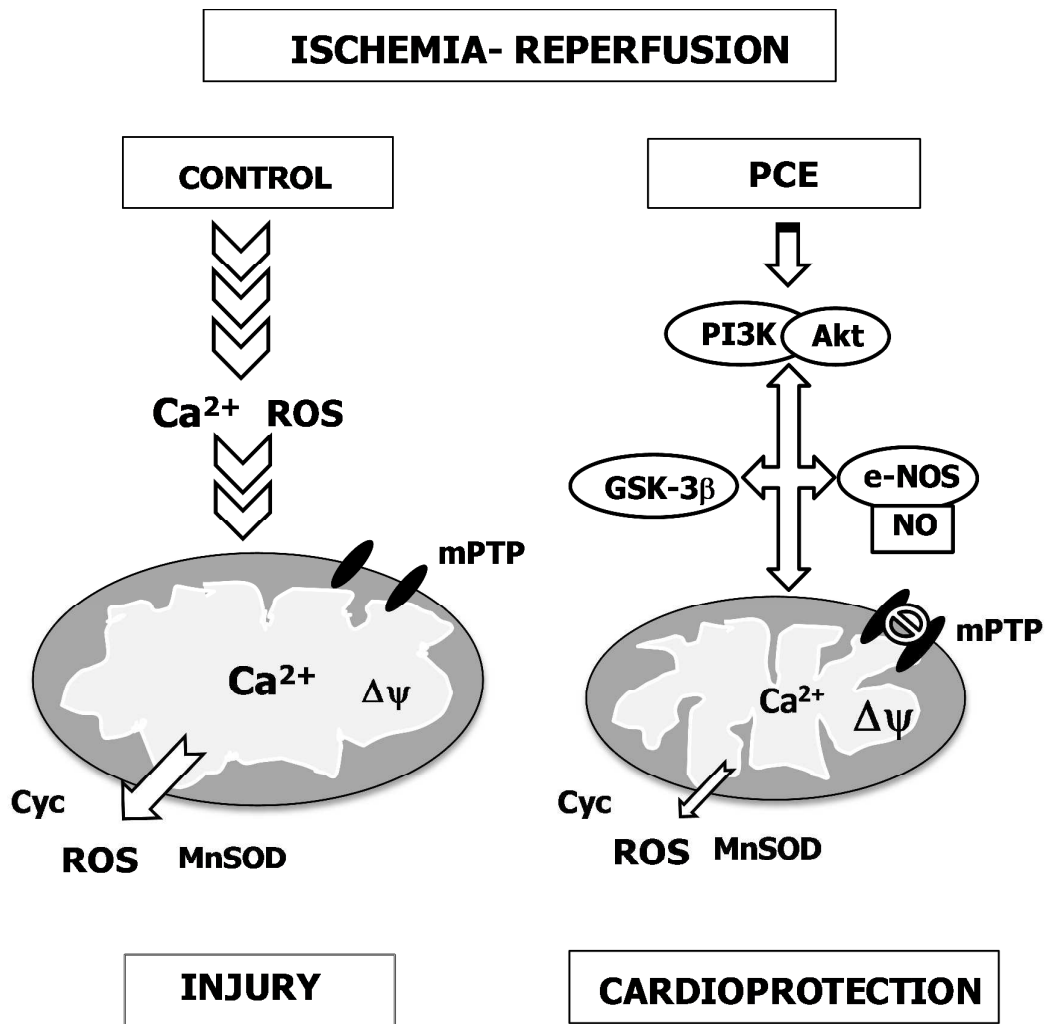 ISCHEMIA- REPERFUSION
CONTROL
Ca²⁺ ROS
mPTP
Ca²⁺
Δψ
Cyc
ROS MnSOD
INJURY
PCE
PI3K Akt
GSK-3β
e-NOS
NO
mPTP
Ca²⁺
Δψ
Cyc
ROS MnSOD
CARDIOPROTECTION